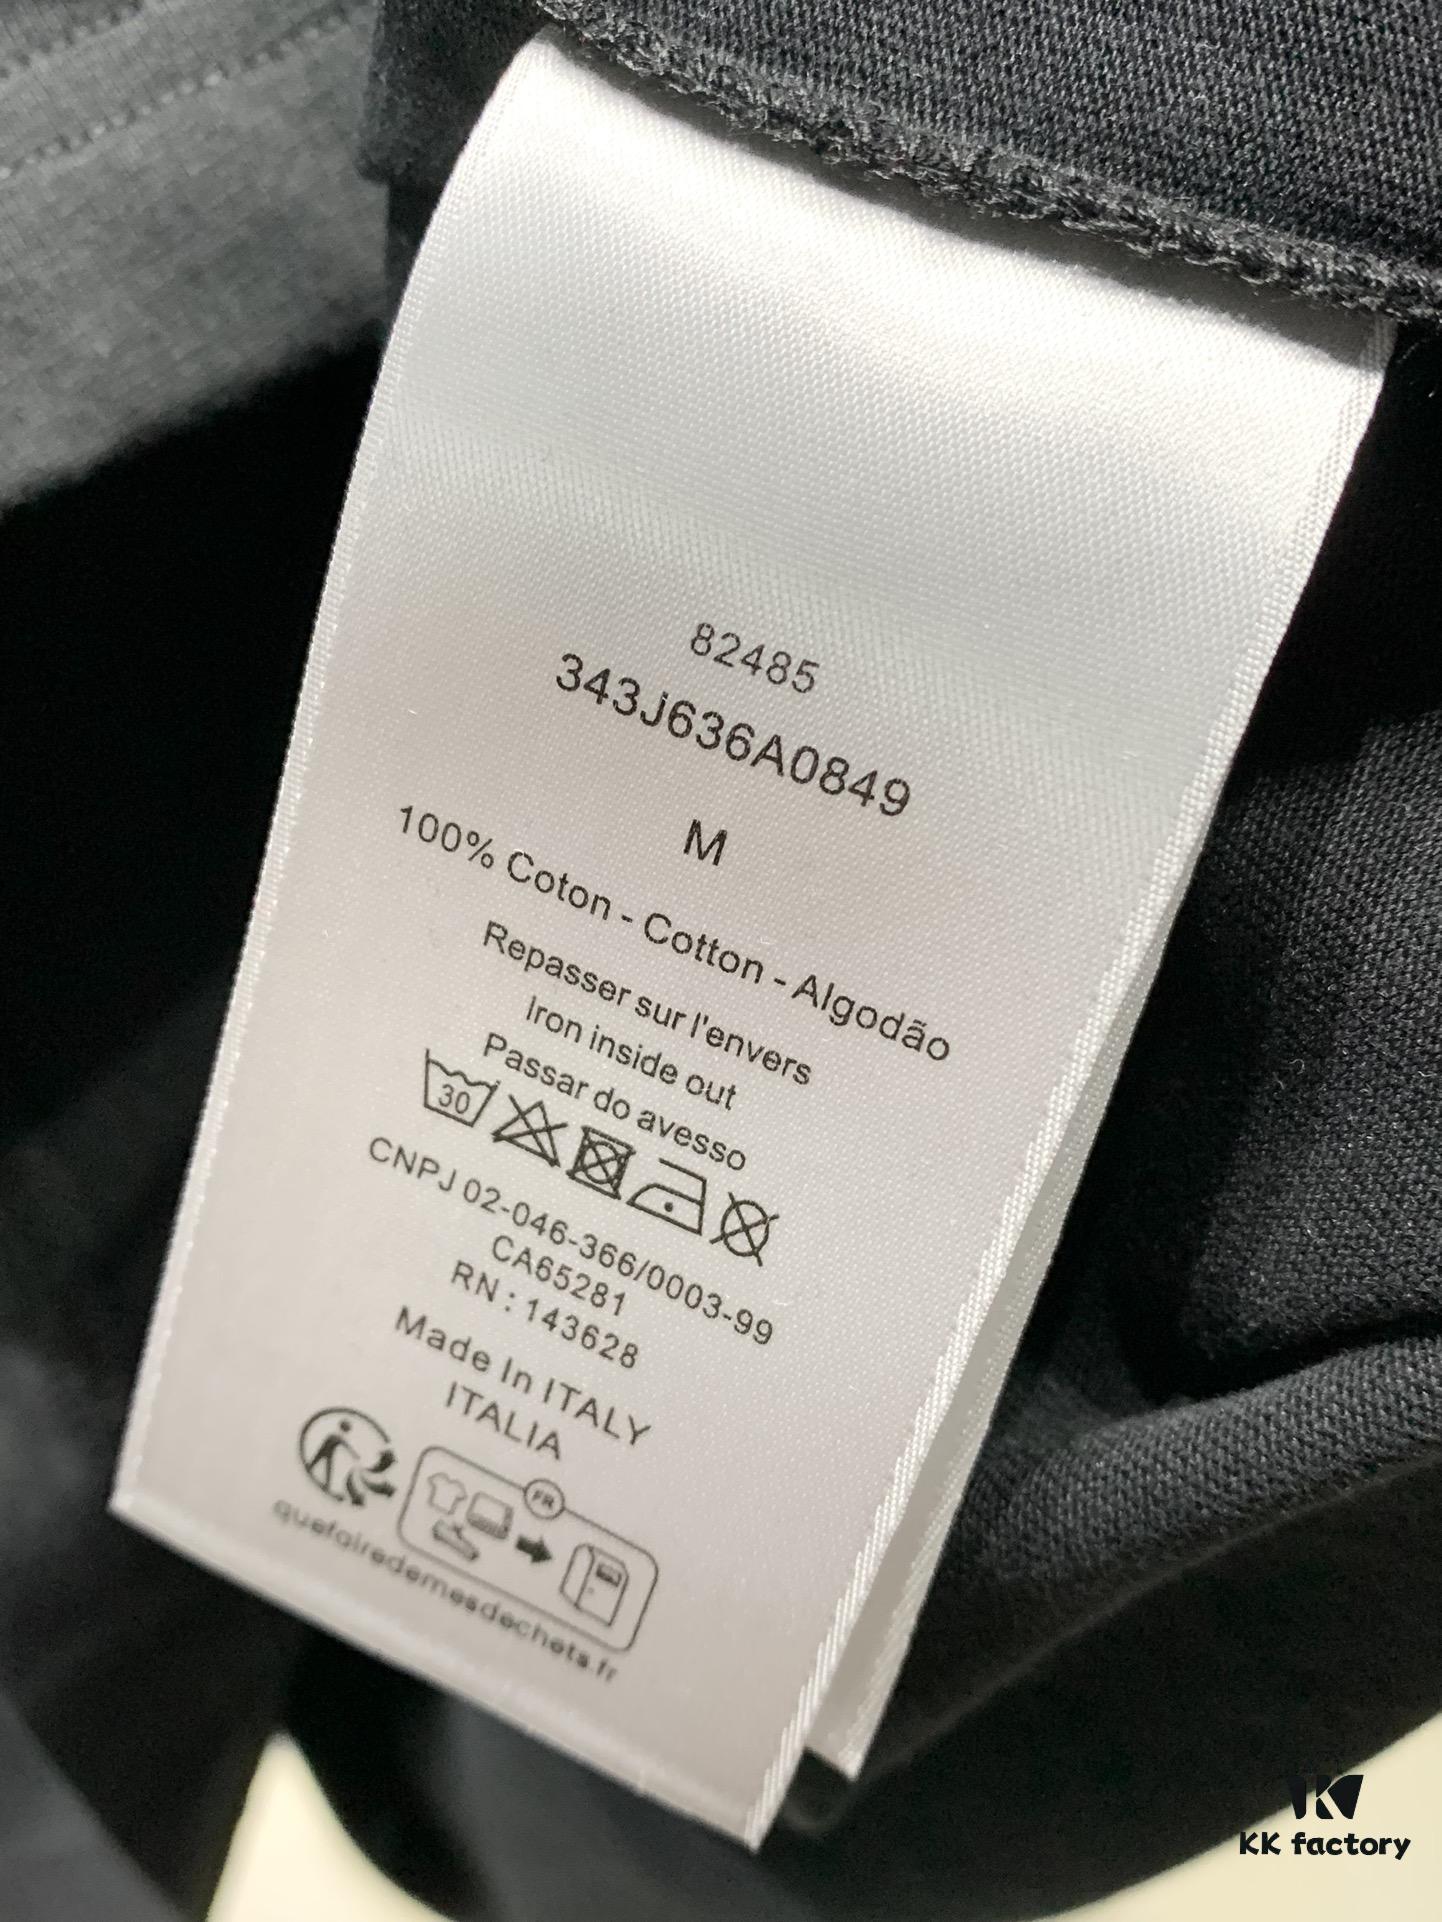 82485
343J636A0849
M
100% Coton - Cotton - Algodão
Repasser sur l'envers
Iron inside out
Passar do avesso
30
CNPJ 02-046-366/0003-99
CA65281
RN : 143628
Made In ITALY
ITALIA
FR
quefairedemesdechets.fr
KK factory